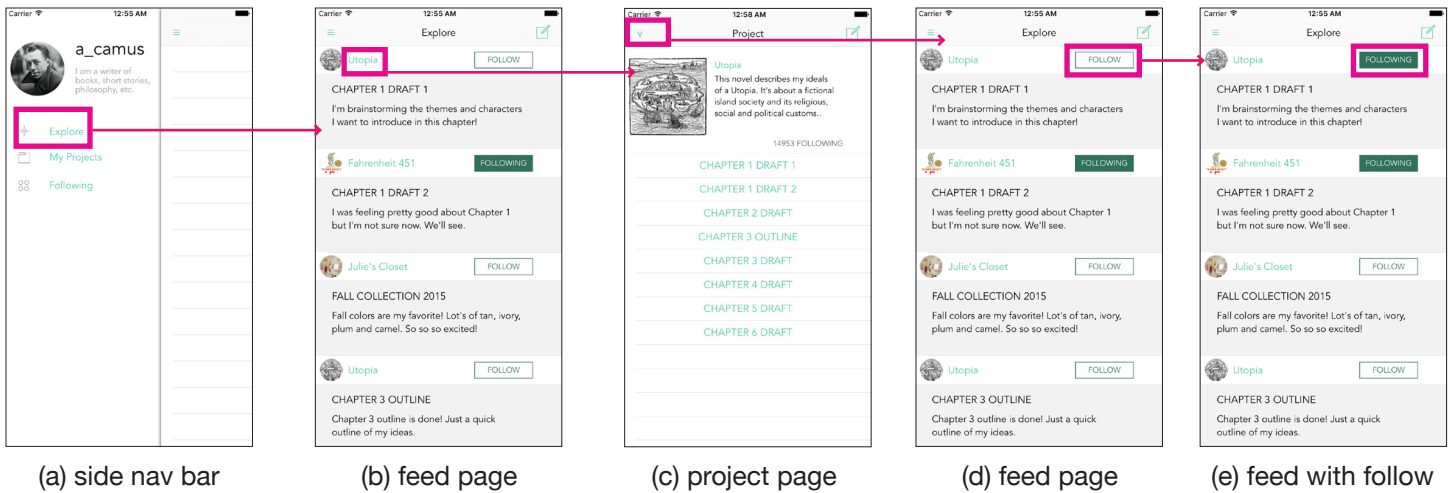 Carrier 12:55 AM
≡
a_camus
I am a writer of
books, short stories,
philosophy, etc.
Explore
My Projects
Following
(a) side nav bar
Carrier 12:55 AM
≡ Explore
Utopia FOLLOW
CHAPTER 1 DRAFT 1
I'm brainstorming the themes and characters
I want to introduce in this chapter!
Fahrenheit 451 FOLLOWING
CHAPTER 1 DRAFT 2
I was feeling pretty good about Chapter 1
but I'm not sure now. We'll see.
Julie's Closet FOLLOW
FALL COLLECTION 2015
Fall colors are my favorite! Lot's of tan, ivory,
plum and camel. So so so excited!
Utopia FOLLOW
CHAPTER 3 OUTLINE
Chapter 3 outline is done! Just a quick
outline of my ideas.
(b) feed page
Carrier 12:58 AM
v Project
Utopia
This novel describes my ideals
of a Utopia. It's about a fictional
island society and its religious,
social and political customs..
14953 FOLLOWING
CHAPTER 1 DRAFT 1
CHAPTER 1 DRAFT 2
CHAPTER 2 DRAFT
CHAPTER 3 OUTLINE
CHAPTER 3 DRAFT
CHAPTER 4 DRAFT
CHAPTER 5 DRAFT
CHAPTER 6 DRAFT
(c) project page
Carrier 12:55 AM
≡ Explore
Utopia FOLLOW
CHAPTER 1 DRAFT 1
I'm brainstorming the themes and characters
I want to introduce in this chapter!
Fahrenheit 451 FOLLOWING
CHAPTER 1 DRAFT 2
I was feeling pretty good about Chapter 1
but I'm not sure now. We'll see.
Julie's Closet FOLLOW
FALL COLLECTION 2015
Fall colors are my favorite! Lot's of tan, ivory,
plum and camel. So so so excited!
Utopia FOLLOW
CHAPTER 3 OUTLINE
Chapter 3 outline is done! Just a quick
outline of my ideas.
(d) feed page
Carrier 12:55 AM
≡ Explore
Utopia FOLLOWING
CHAPTER 1 DRAFT 1
I'm brainstorming the themes and characters
I want to introduce in this chapter!
Fahrenheit 451 FOLLOWING
CHAPTER 1 DRAFT 2
I was feeling pretty good about Chapter 1
but I'm not sure now. We'll see.
Julie's Closet FOLLOW
FALL COLLECTION 2015
Fall colors are my favorite! Lot's of tan, ivory,
plum and camel. So so so excited!
Utopia FOLLOW
CHAPTER 3 OUTLINE
Chapter 3 outline is done! Just a quick
outline of my ideas.
(e) feed with follow